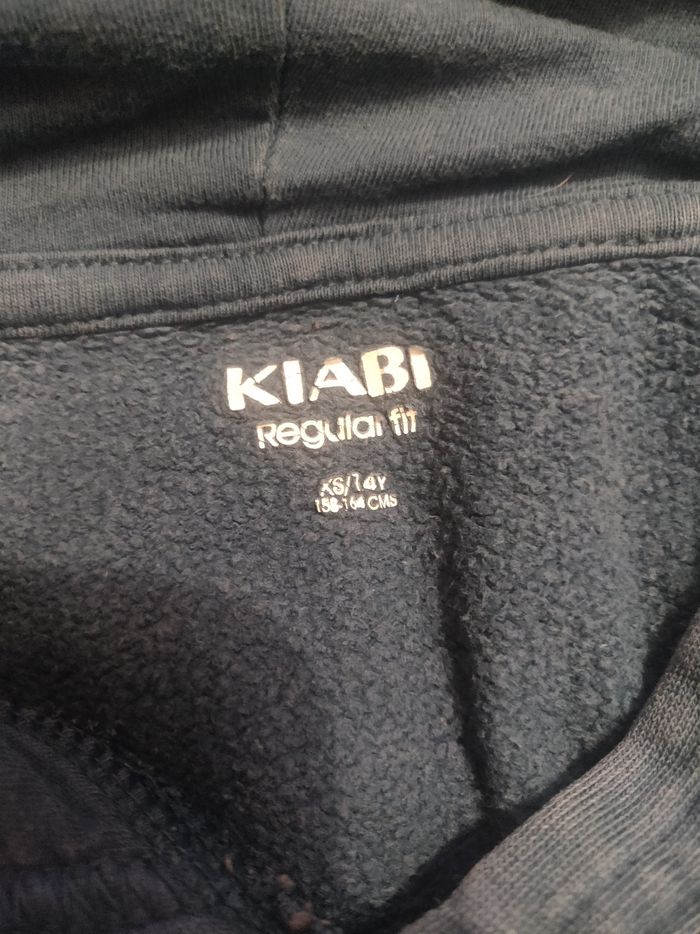 KIABI
Regular fit
XS/14Y
158-164 CMS